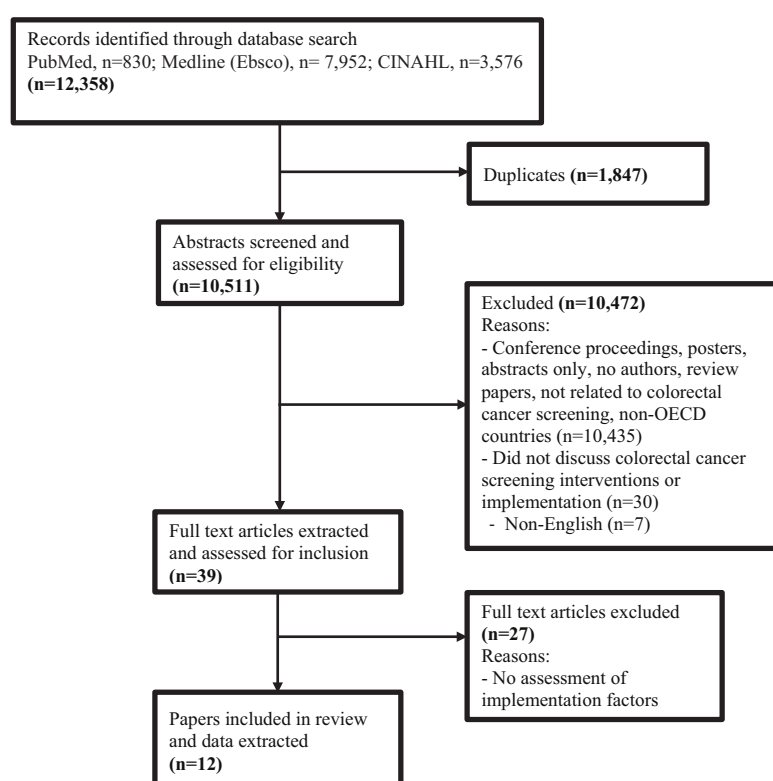 Records identified through database search
PubMed, n=830; Medline (Ebsco), n= 7,952; CINAHL, n=3,576
(n=12,358)
Duplicates (n=1,847)
Abstracts screened and
assessed for eligibility
(n=10,511)
Excluded (n=10,472)
Reasons:
- Conference proceedings, posters,
abstracts only, no authors, review
papers, not related to colorectal
cancer screening, non-OECD
countries (n=10,435)
- Did not discuss colorectal cancer
screening interventions or
implementation (n=30)
- Non-English (n=7)
Full text articles extracted
and assessed for inclusion
(n=39)
Full text articles excluded
(n=27)
Reasons:
- No assessment of
implementation factors
Papers included in review
and data extracted
(n=12)